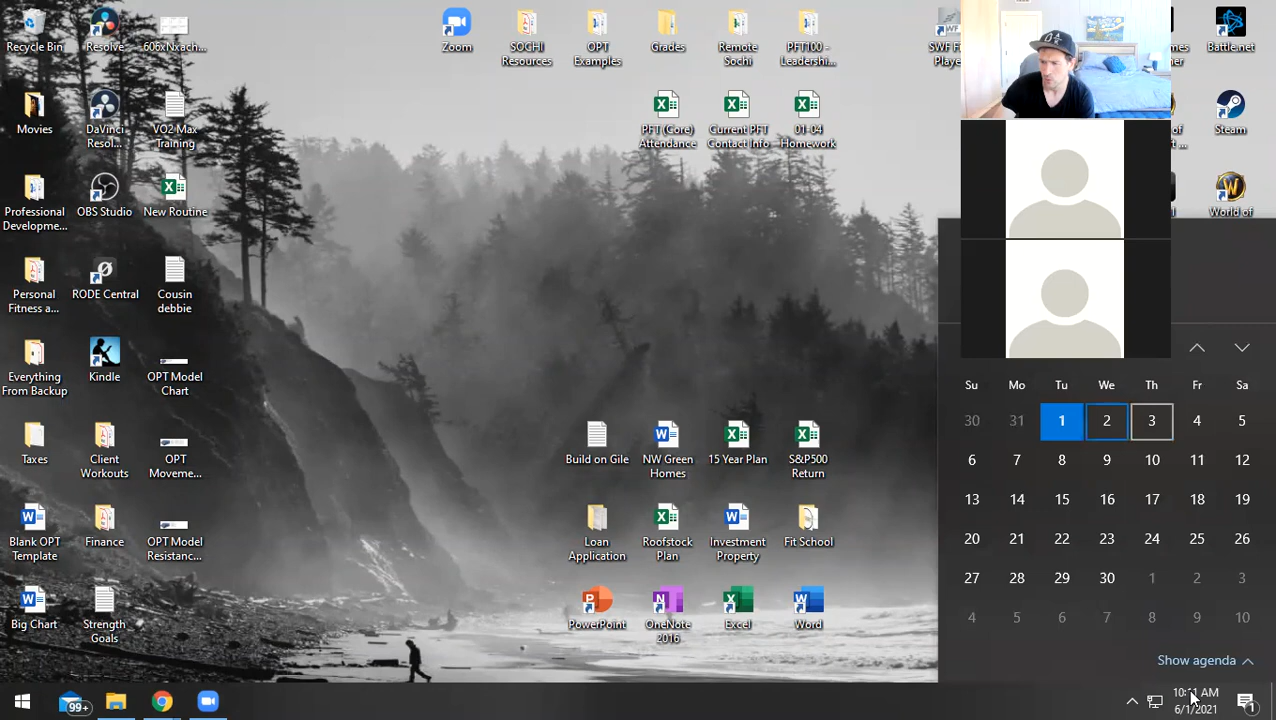 Recycle Bin
Resolve
606xNxach...
Zoom
SOCHI
Resources
OPT
Examples
Grades
Remote
Sochi
PFT100 -
Leadershi...
Battle.net
Movies
DaVinci
Resol...
VO2 Max
Training
PFT (Core)
Attendance
Current PFT
Contact Info
01-04
Homework
Steam
Professional
Developme...
OBS Studio
New Routine
World of
Personal
Fitness a...
RODE Central
Cousin
debbie
Everything
From Backup
Kindle
OPT Model
Chart
Su Mo Tu We Th Fr Sa
30 31 1 2 3 4 5
6 7 8 9 10 11 12
13 14 15 16 17 18 19
20 21 22 23 24 25 26
27 28 29 30 1 2 3
4 5 6 7 8 9 10
Show agenda
Taxes
Client
Workouts
OPT
Moveme...
Build on Gile
NW Green
Homes
15 Year Plan
S&P500
Return
Blank OPT
Template
Finance
OPT Model
Resistanc...
Loan
Application
Roofstock
Plan
Investment
Property
Fit School
Big Chart
Strength
Goals
PowerPoint
OneNote
2016
Excel
Word
99+
10:11 AM
6/1/2021
1